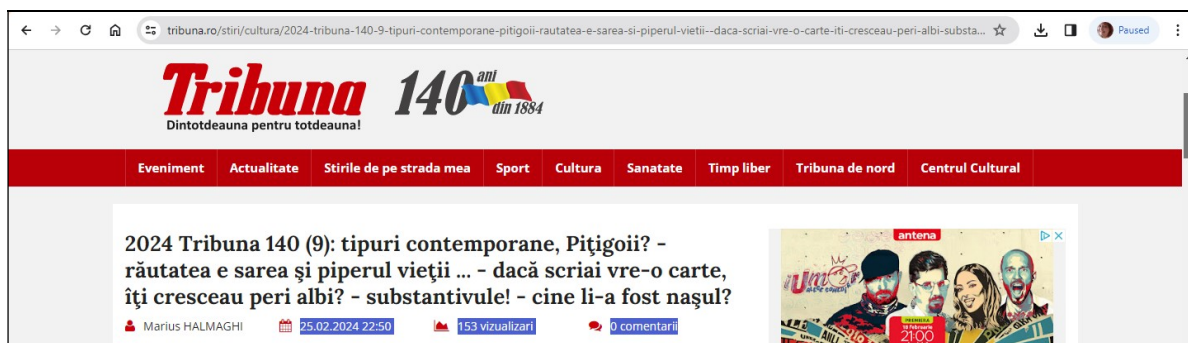 tribuna.ro/stiri/cultura/2024-tribuna-140-9-tipuri-contemporane-pitigoii-rautatea-e-sarea-si-piperul-vietii--daca-scriai-vre-o-carte-iti-cresceau-peri-albi-substa...
Paused
Tribuna 140 ani din 1884
Dintotdeauna pentru totdeauna!
Eveniment Actualitate Stirile de pe strada mea Sport Cultura Sanatate Timp liber Tribuna de nord Centrul Cultural
2024 Tribuna 140 (9): tipuri contemporane, Piţigoii? -
răutatea e sarea şi piperul vieţii ... - dacă scriai vre-o carte,
îţi cresceau peri albi? - substantivule! - cine li-a fost naşul?
Marius HALMAGHI 25.02.2024 22:50 153 vizualizari 0 comentarii
antena
iUmor
PREMIERA
21:00